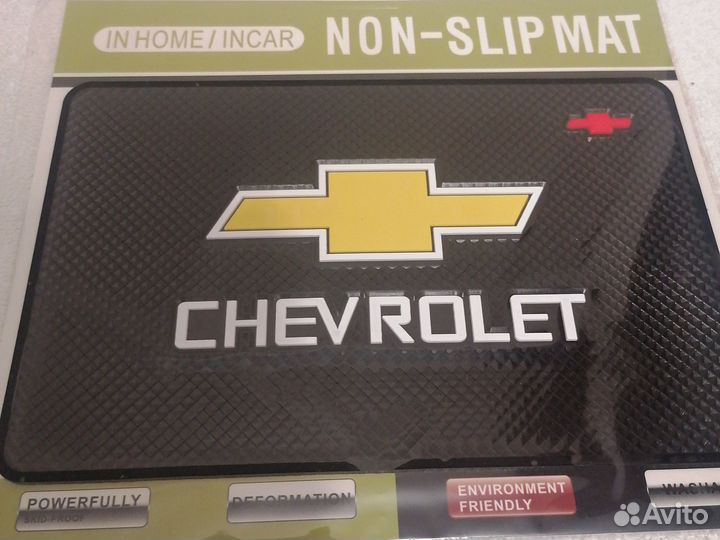 IN HOME/INCAR NON-SLIP MAT
CHEVROLET
POWERFULLY
SKID-PROOF
DEFORMATION
ENVIRONMENT
FRIENDLY
Avito